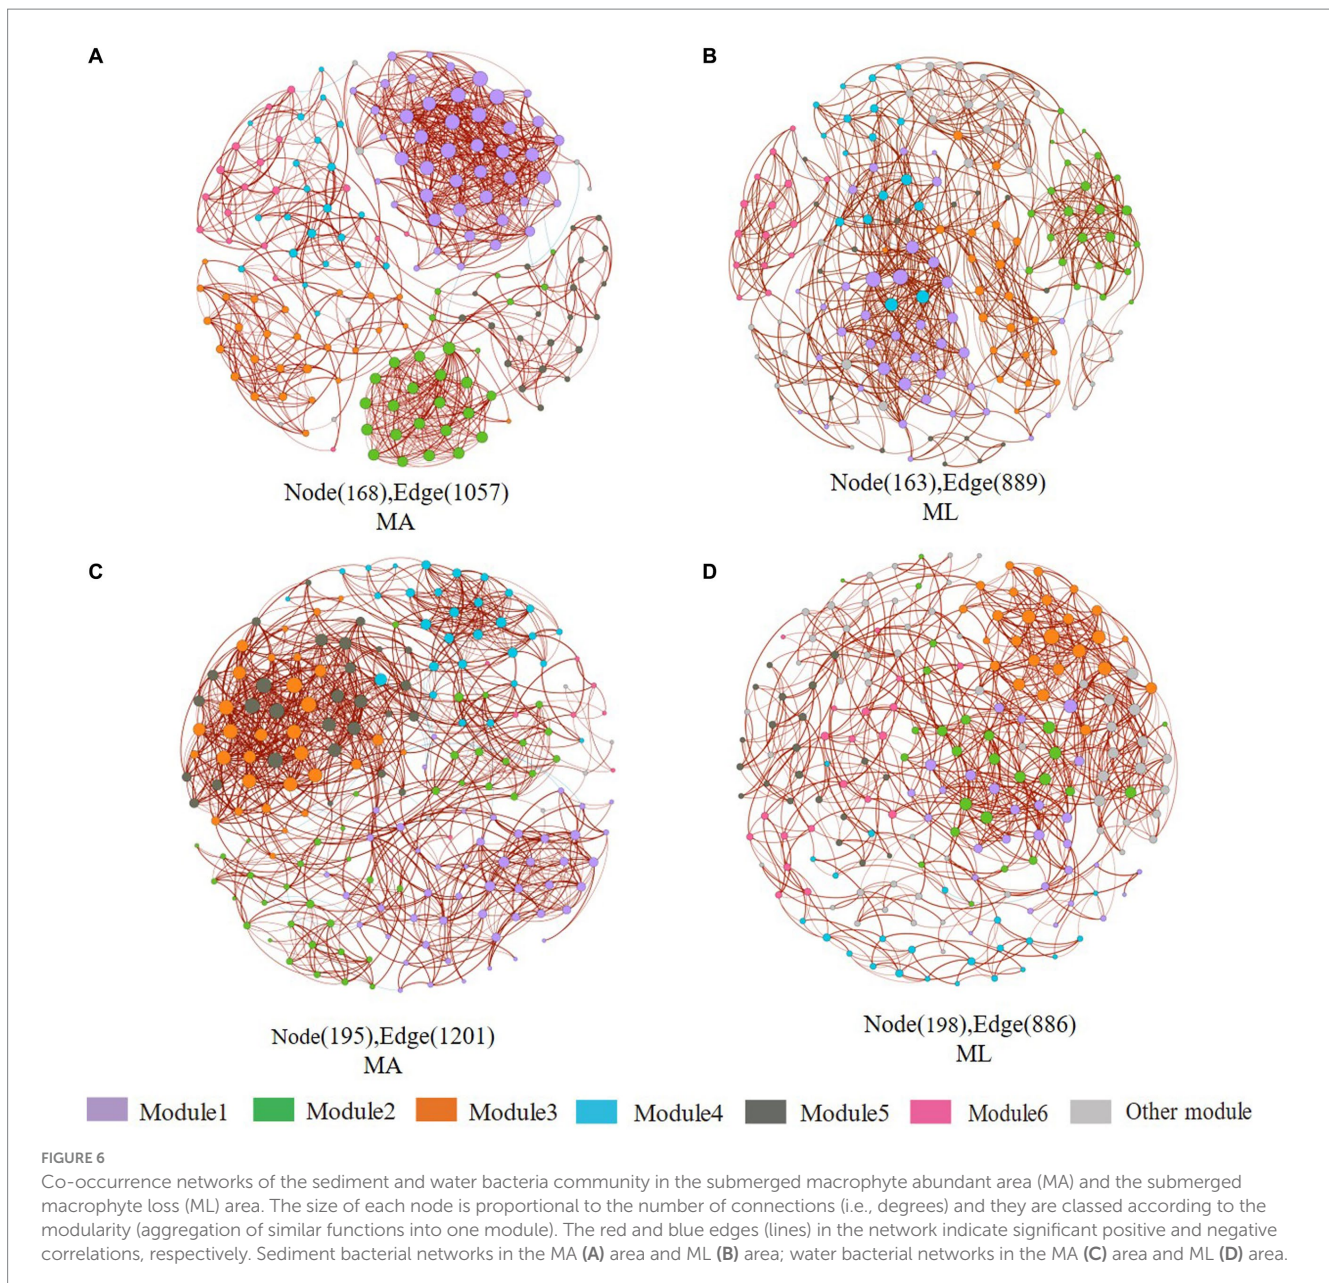 A
B
Node(168),Edge(1057)
MA
Node(163),Edge(889)
ML
C
D
Node(195),Edge(1201)
MA
Node(198),Edge(886)
ML
Module1 Module2 Module3 Module4 Module5 Module6 Other module
FIGURE 6
Co-occurrence networks of the sediment and water bacteria community in the submerged macrophyte abundant area (MA) and the submerged
macrophyte loss (ML) area. The size of each node is proportional to the number of connections (i.e., degrees) and they are classed according to the
modularity (aggregation of similar functions into one module). The red and blue edges (lines) in the network indicate significant positive and negative
correlations, respectively. Sediment bacterial networks in the MA (A) area and ML (B) area; water bacterial networks in the MA (C) area and ML (D) area.